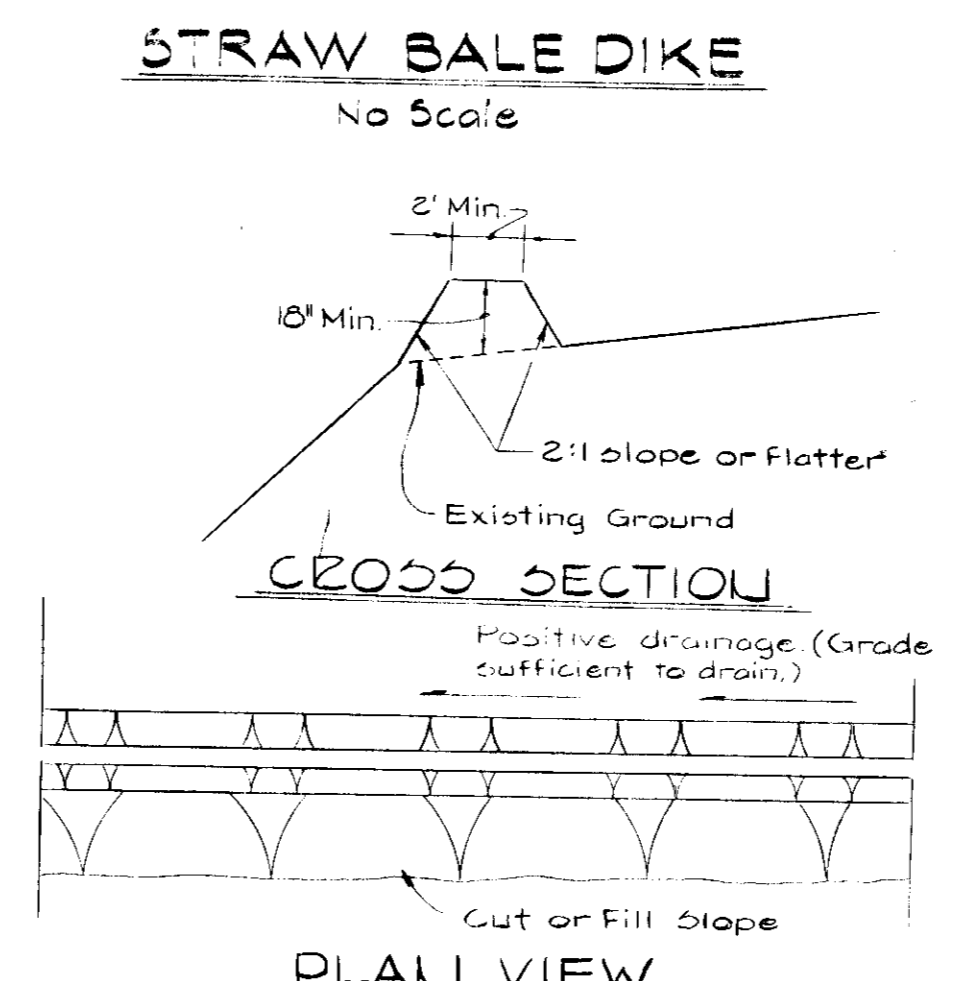 STRAW BALE DIKE
No Scale
2' Min.
18" Min.
2:1 slope or flatter
Existing Ground
CROSS SECTION
Positive drainage. (Grade
sufficient to drain.)
Cut or Fill Slope
PLAN VIEW